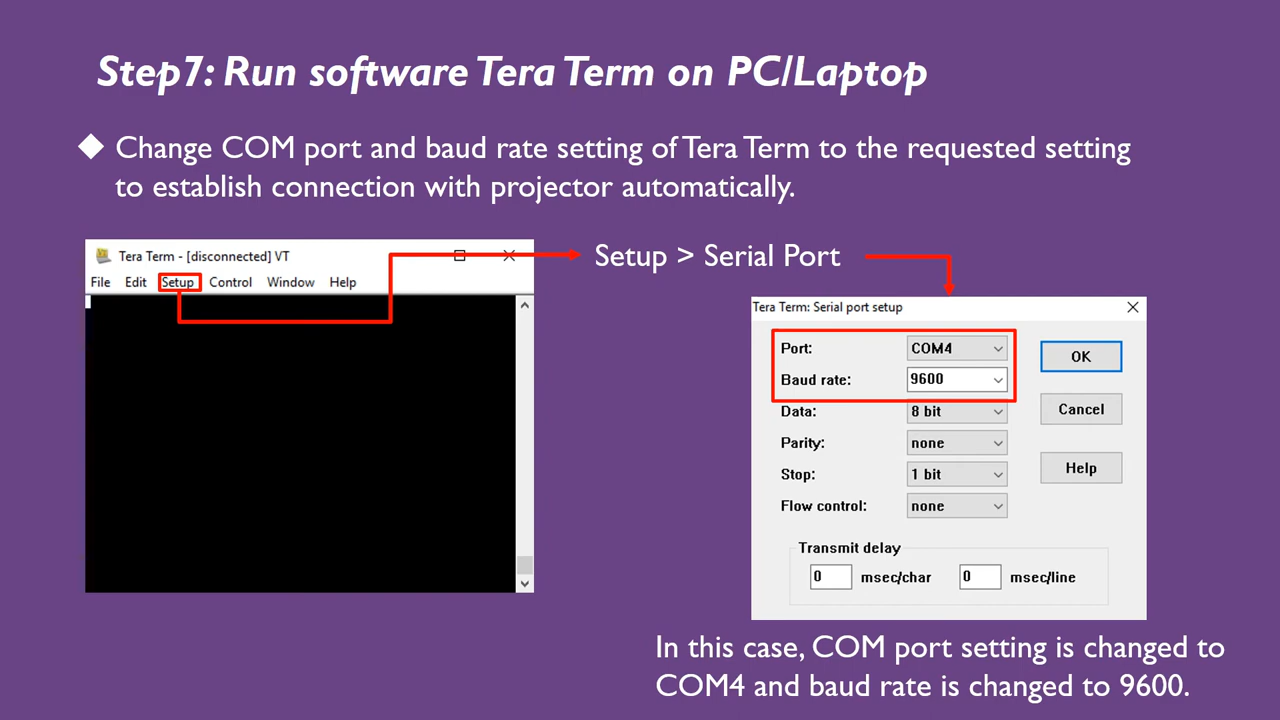 Step7: Run software Tera Term on PC/Laptop
◆ Change COM port and baud rate setting of Tera Term to the requested setting
to establish connection with projector automatically.
Tera Term - [disconnected] VT
File Edit Setup Control Window Help
Setup > Serial Port
Tera Term: Serial port setup
Port: COM4
OK
Baud rate: 9600
Data: 8 bit
Cancel
Parity: none
Stop: 1 bit
Help
Flow control: none
Transmit delay
0 msec/char 0 msec/line
In this case, COM port setting is changed to
COM4 and baud rate is changed to 9600.